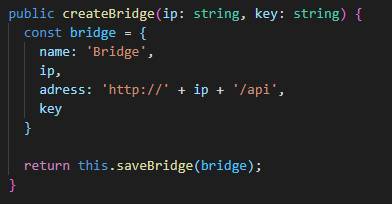 public createBridge(ip: string, key: string) {
  const bridge = {
    name: 'Bridge',
    ip,
    adress: 'http://' + ip + '/api',
    key
  }

  return this.saveBridge(bridge);
}